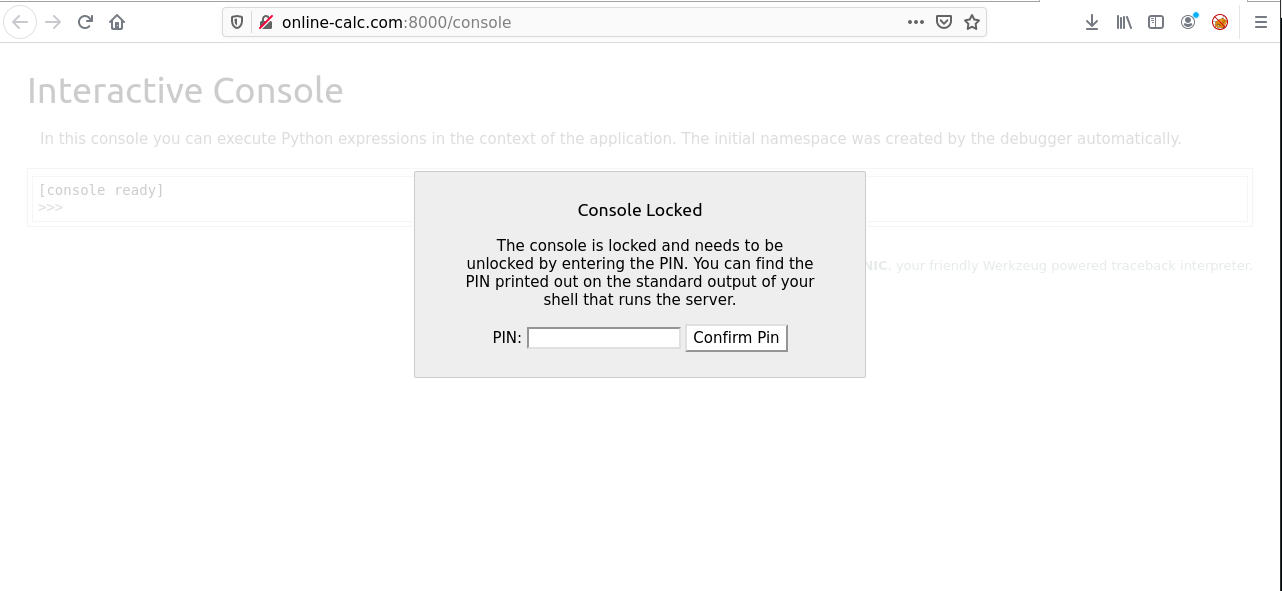 online-calc.com:8000/console
Interactive Console
In this console you can execute Python expressions in the context of the application. The initial namespace was created by the debugger automatically.
[console ready]
>>>
Console Locked
The console is locked and needs to be
unlocked by entering the PIN. You can find the
PIN printed out on the standard output of your
shell that runs the server.
PIN:
Confirm Pin
NIC, your friendly Werkzeug powered traceback interpreter.